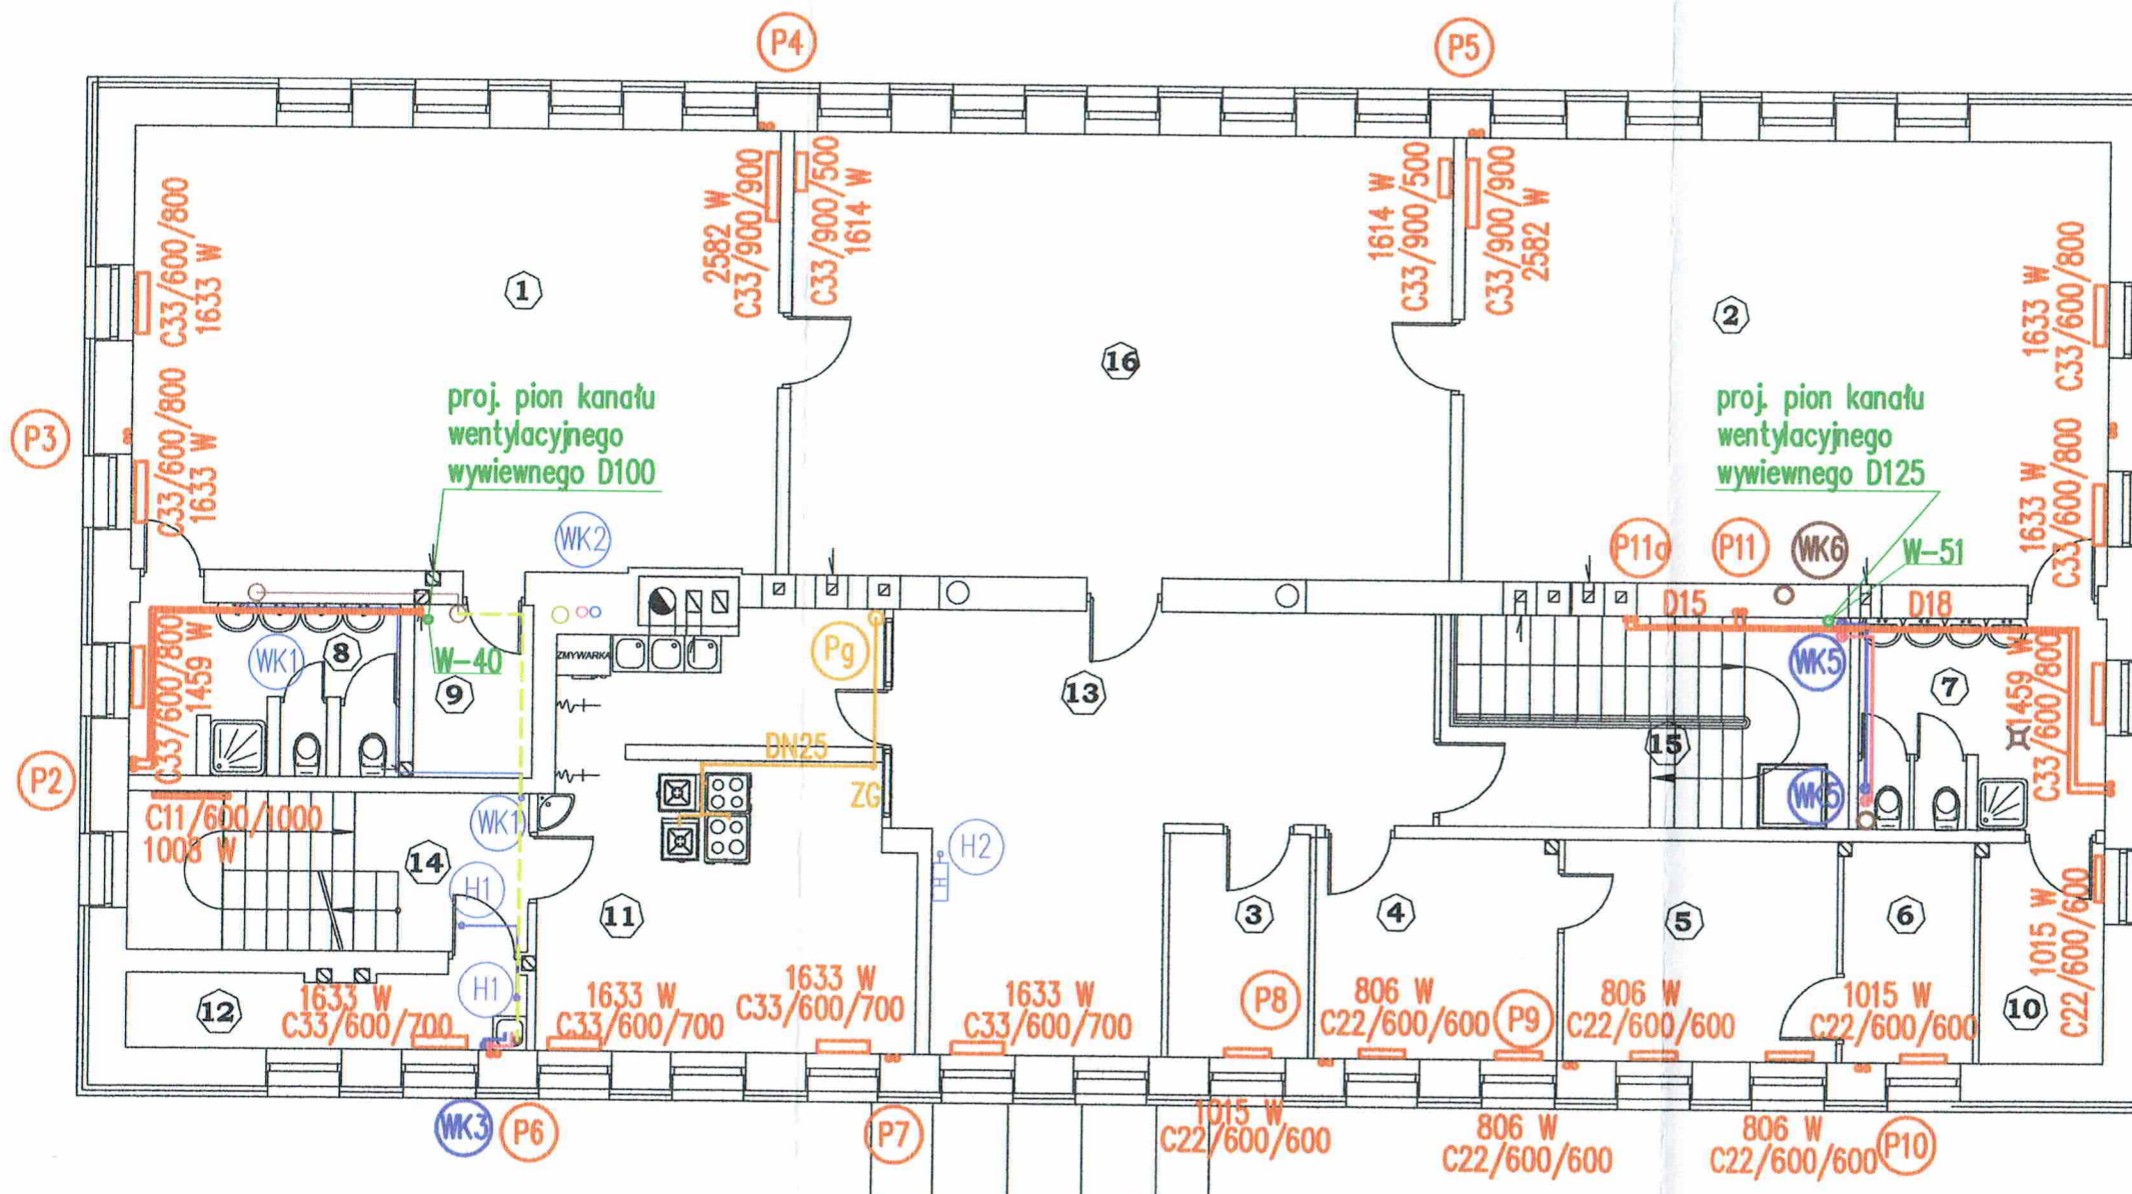 P4
P5
C33/600/800
1633 W
2582 W
C33/900/900
C33/900/500
1614 W
1614 W
C33/900/500
C33/900/900
2582 W
1633 W
C33/600/800
1
16
2
P3
C33/600/800
1633 W
proj. pion kanału
wentylacyjnego
wywiewnego D100
proj. pion kanału
wentylacyjnego
wywiewnego D125
1633 W
C33/600/800
WK2
P11a
P11
WK6
W-51
D15
D18
C33/600/800
1459 W
WK1
8
W-40
9
ZMYWARKA
Pg
13
WK5
7
1459 W
C33/600/800
15
P2
DN25
ZG
WK5
C11/600/1000
1008 W
WK1
14
H1
H2
11
3
4
5
6
1015 W
C22/600/600
H
12
1633 W
C33/600/700
H1
1633 W
C33/600/700
1633 W
C33/600/700
1633 W
C33/600/700
P8
806 W
C22/600/600
P9
806 W
C22/600/600
1015 W
C22/600/600
10
WK3
P6
P7
1015 W
C22/600/600
806 W
C22/600/600
806 W
C22/600/600
P10